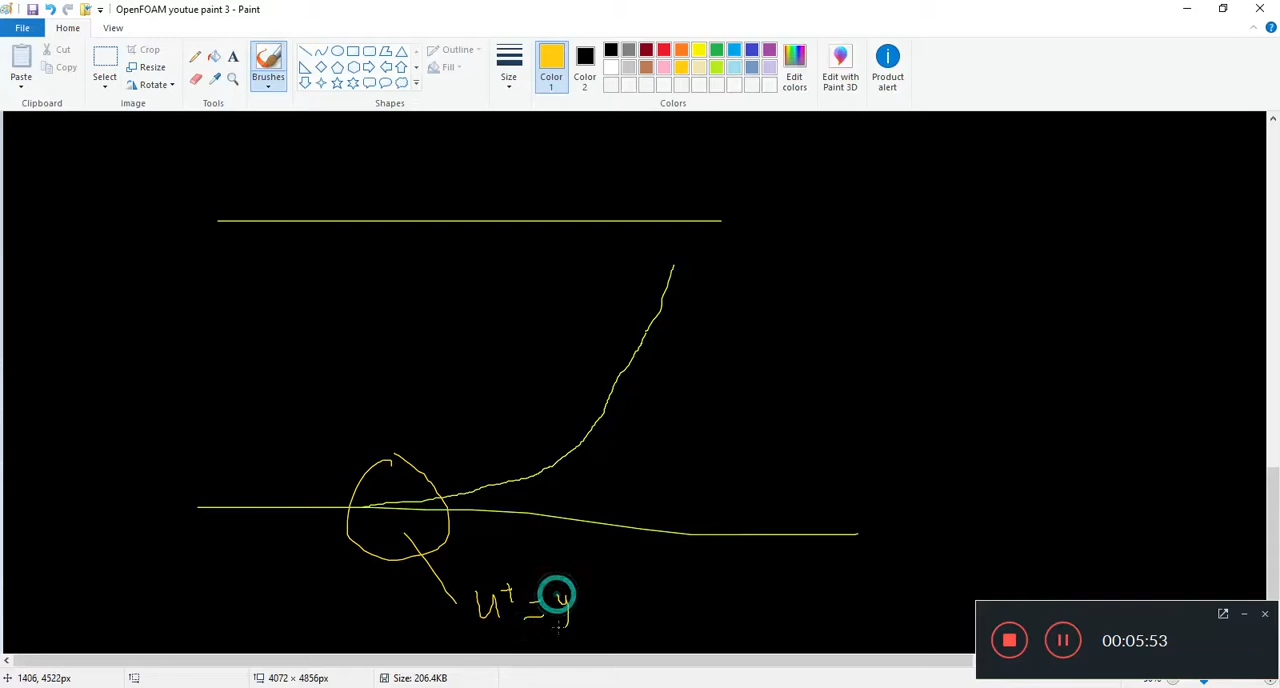 OpenFOAM youtue paint 3 - Paint
File Home View
Paste
Cut
Copy
Clipboard
Select
Crop
Resize
Rotate
Image
A
Tools
Brushes
Outline
Fill
Shapes
Size
Color 1
Color 2
Edit colors
Colors
Edit with Paint 3D
Product alert
u+ = y
00:05:53
1406, 4522px
4072 × 4856px
Size: 206.4KB